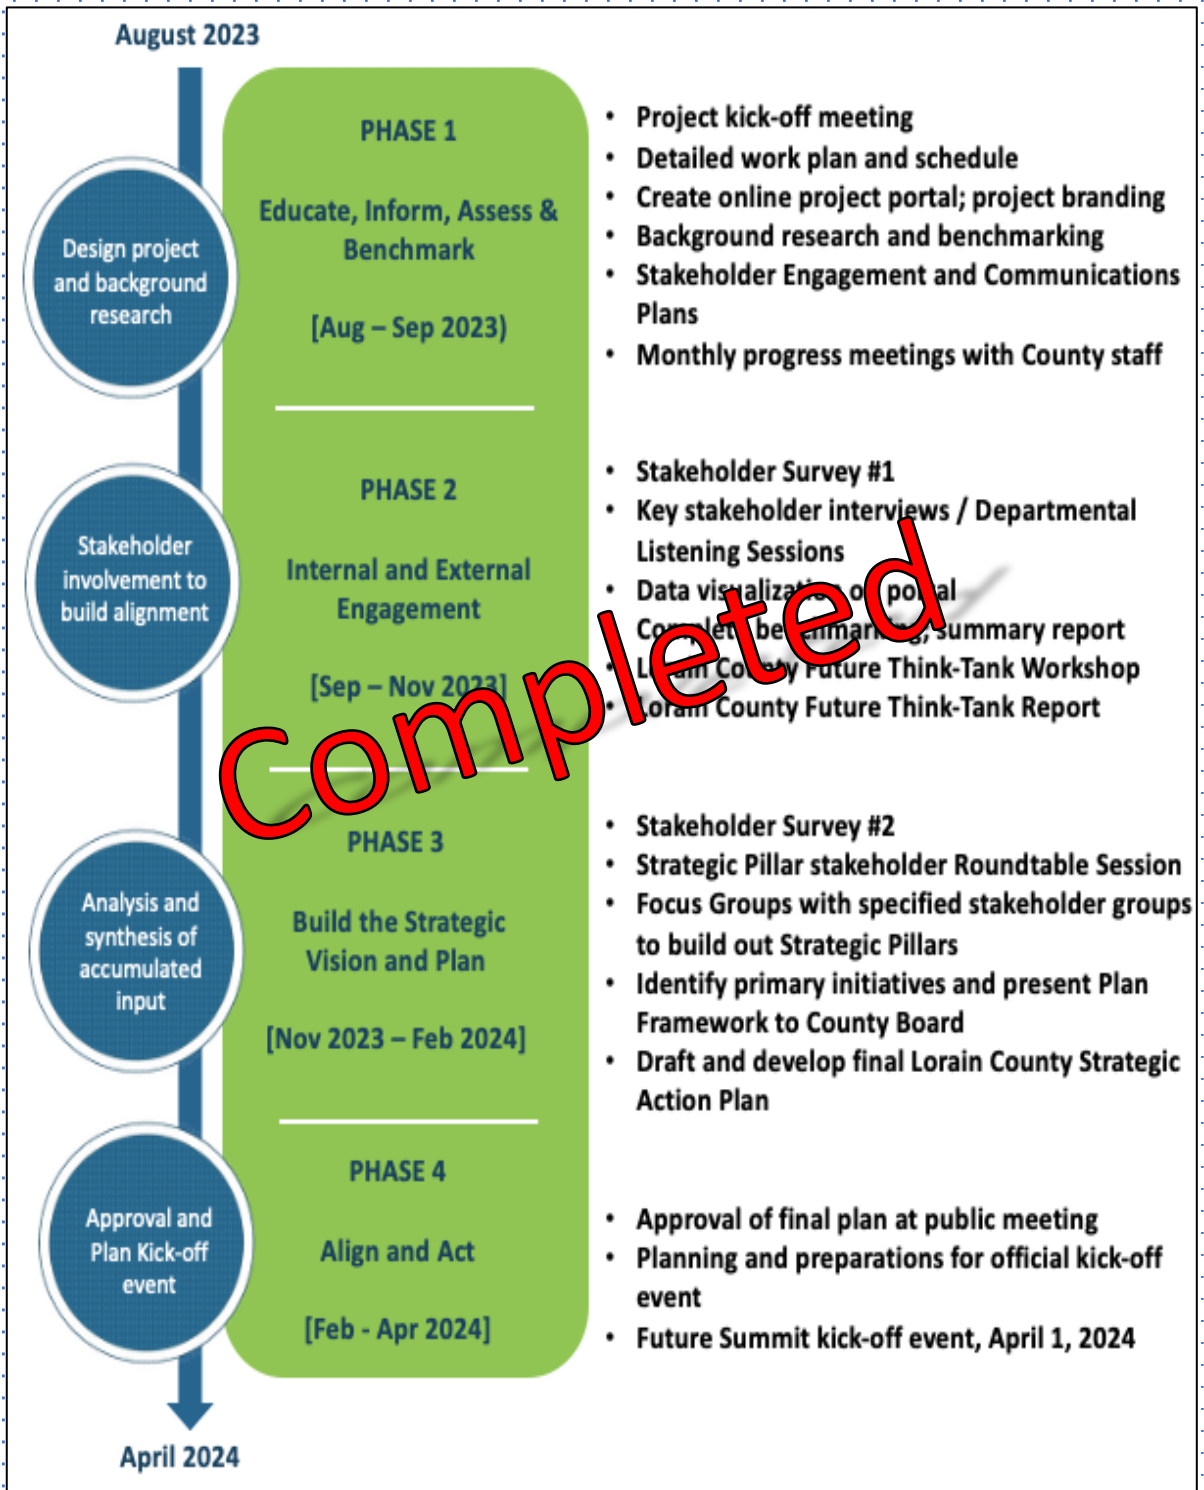 August 2023
Design project
and background
research
PHASE 1
Educate, Inform, Assess &
Benchmark
[Aug – Sep 2023)
• Project kick-off meeting
• Detailed work plan and schedule
• Create online project portal; project branding
• Background research and benchmarking
• Stakeholder Engagement and Communications
Plans
• Monthly progress meetings with County staff
Stakeholder
involvement to
build alignment
PHASE 2
Internal and External
Engagement
[Sep – Nov 2023]
• Stakeholder Survey #1
• Key stakeholder interviews / Departmental
Listening Sessions
• Data visualization on portal
• Complete benchmarking, summary report
• Lorain County Future Think-Tank Workshop
• Lorain County Future Think-Tank Report
Completed
Analysis and
synthesis of
accumulated
input
PHASE 3
Build the Strategic
Vision and Plan
[Nov 2023 – Feb 2024]
• Stakeholder Survey #2
• Strategic Pillar stakeholder Roundtable Session
• Focus Groups with specified stakeholder groups
to build out Strategic Pillars
• Identify primary initiatives and present Plan
Framework to County Board
• Draft and develop final Lorain County Strategic
Action Plan
Approval and
Plan Kick-off
event
PHASE 4
Align and Act
[Feb - Apr 2024]
• Approval of final plan at public meeting
• Planning and preparations for official kick-off
event
• Future Summit kick-off event, April 1, 2024
April 2024